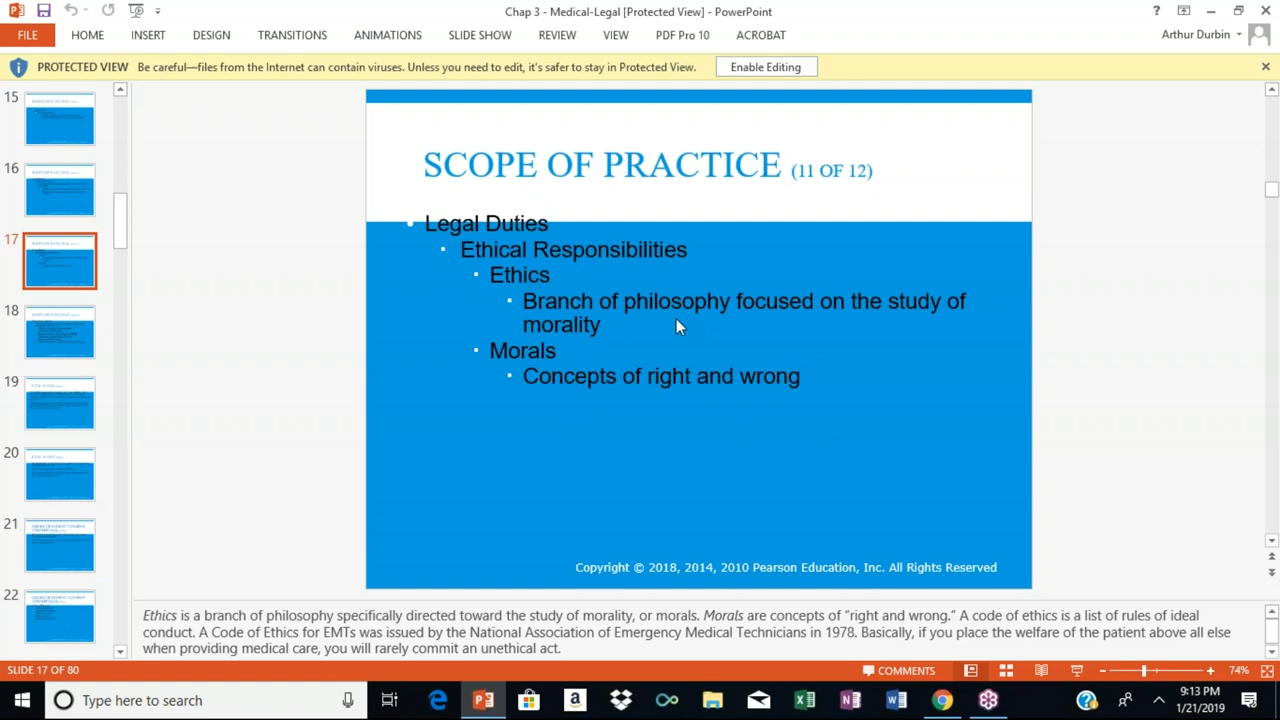 Chap 3 - Medical-Legal [Protected View] - PowerPoint
FILE HOME INSERT DESIGN TRANSITIONS ANIMATIONS SLIDE SHOW REVIEW VIEW PDF Pro 10 ACROBAT Arthur Durbin
PROTECTED VIEW Be careful—files from the Internet can contain viruses. Unless you need to edit, it's safer to stay in Protected View. Enable Editing
15
16
17
18
19
20
21
22
SCOPE OF PRACTICE (11 OF 12)
Legal Duties
Ethical Responsibilities
Ethics
Branch of philosophy focused on the study of
morality
Morals
Concepts of right and wrong
Copyright © 2018, 2014, 2010 Pearson Education, Inc. All Rights Reserved
Ethics is a branch of philosophy specifically directed toward the study of morality, or morals. Morals are concepts of “right and wrong.” A code of ethics is a list of rules of ideal
conduct. A Code of Ethics for EMTs was issued by the National Association of Emergency Medical Technicians in 1978. Basically, if you place the welfare of the patient above all else
when providing medical care, you will rarely commit an unethical act.
SLIDE 17 OF 80 COMMENTS 74%
Type here to search
9:13 PM
1/21/2019